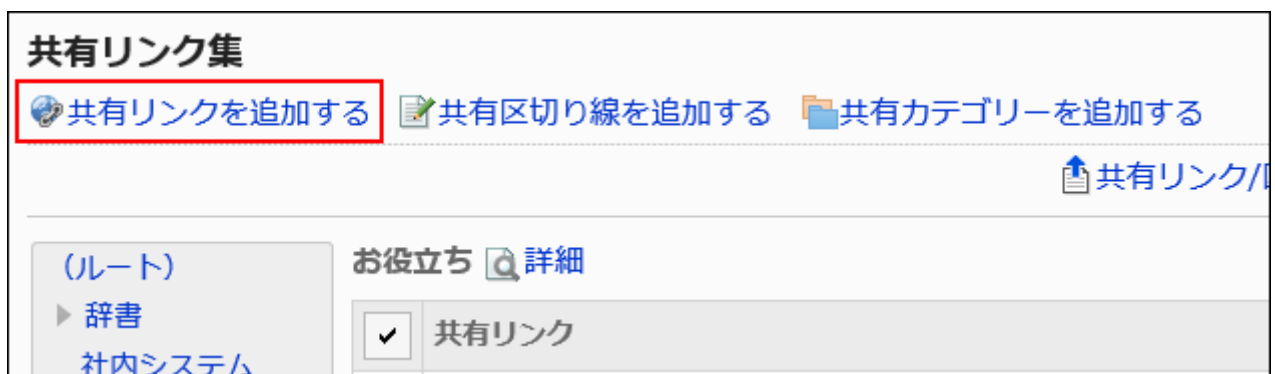 共有リンク集
共有リンクを追加する 共有区切り線を追加する 共有カテゴリーを追加する
共有リンク/
(ルート)
辞書
社内システム
お役立ち 詳細
共有リンク